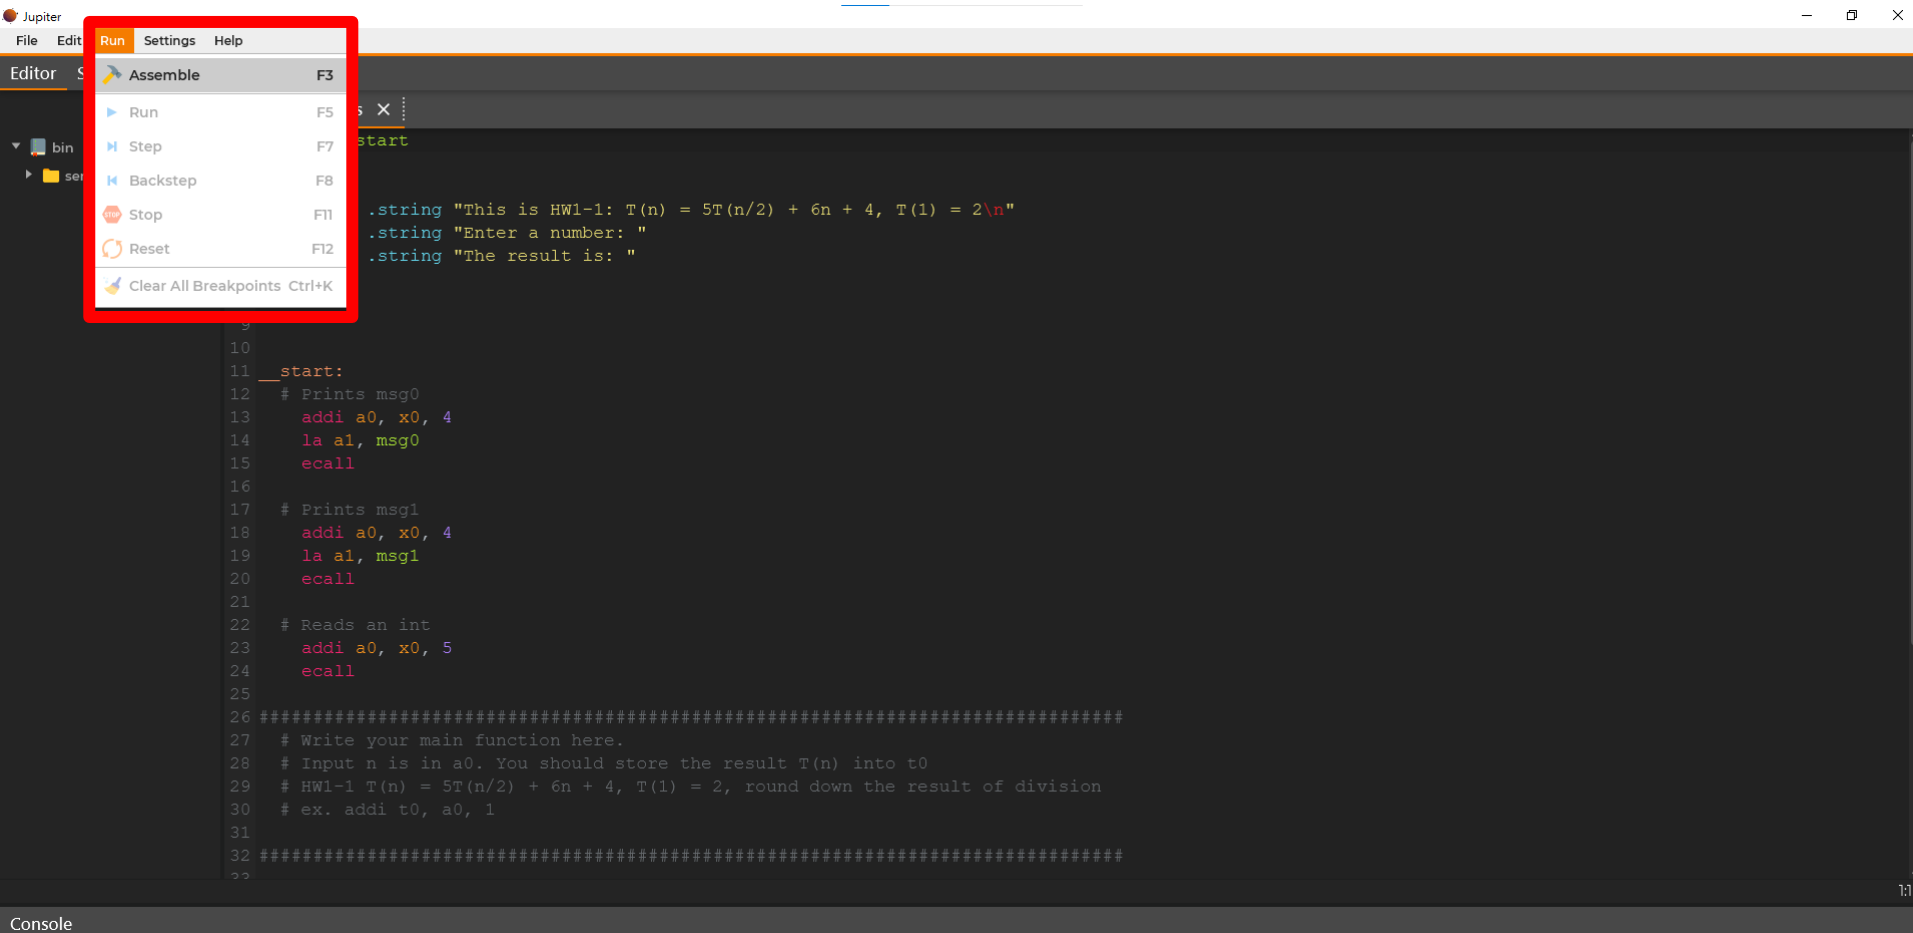 Jupiter
File Edit Run Settings Help
Editor S
Assemble F3
Run F5
Step F7
Backstep F8
Stop F11
Reset F12
Clear All Breakpoints Ctrl+K
s
bin
ser
start
.string "This is HW1-1: T(n) = 5T(n/2) + 6n + 4, T(1) = 2\n"
.string "Enter a number: "
.string "The result is: "
9
10
11 __start:
12 # Prints msg0
13 addi a0, x0, 4
14 la a1, msg0
15 ecall
16
17 # Prints msg1
18 addi a0, x0, 4
19 la a1, msg1
20 ecall
21
22 # Reads an int
23 addi a0, x0, 5
24 ecall
25
26 ################################################################################
27 # Write your main function here.
28 # Input n is in a0. You should store the result T(n) into t0
29 # HW1-1 T(n) = 5T(n/2) + 6n + 4, T(1) = 2, round down the result of division
30 # ex. addi t0, a0, 1
31
32 ################################################################################
33
1:1
Console